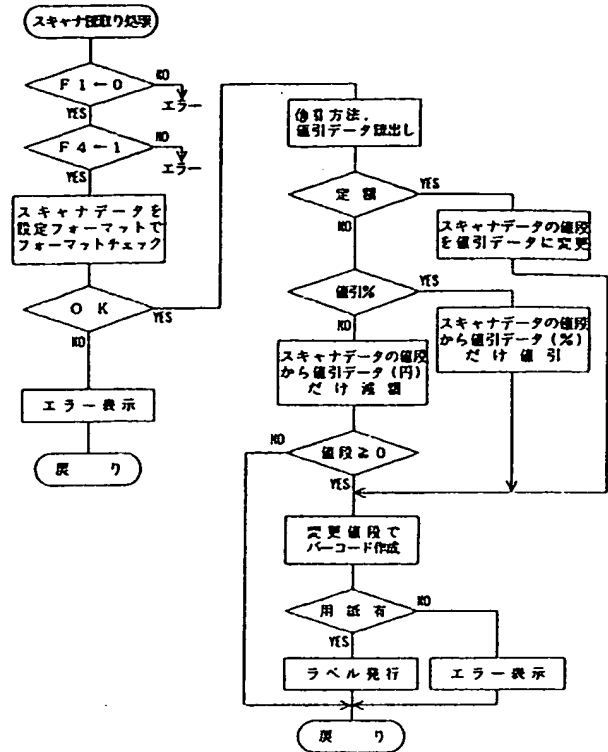 スキャナ読取り処理
F1←0
NO
エラー
YES
F4←1
NO
エラー
YES
スキャナデータを
設定フォーマットで
フォーマットチェック
OK
YES
NO
エラー表示
戻り
値引方法,
値引データ読出し
定額
YES
NO
スキャナデータの値段
を値引データに変更
値引%
YES
NO
スキャナデータの値段
から値引データ(%)
だけ値引
スキャナデータの値段
から値引データ(円)
だけ減額
NO
値段≧0
YES
変更値段で
バーコード作成
用紙有
NO
YES
ラベル発行
エラー表示
戻り